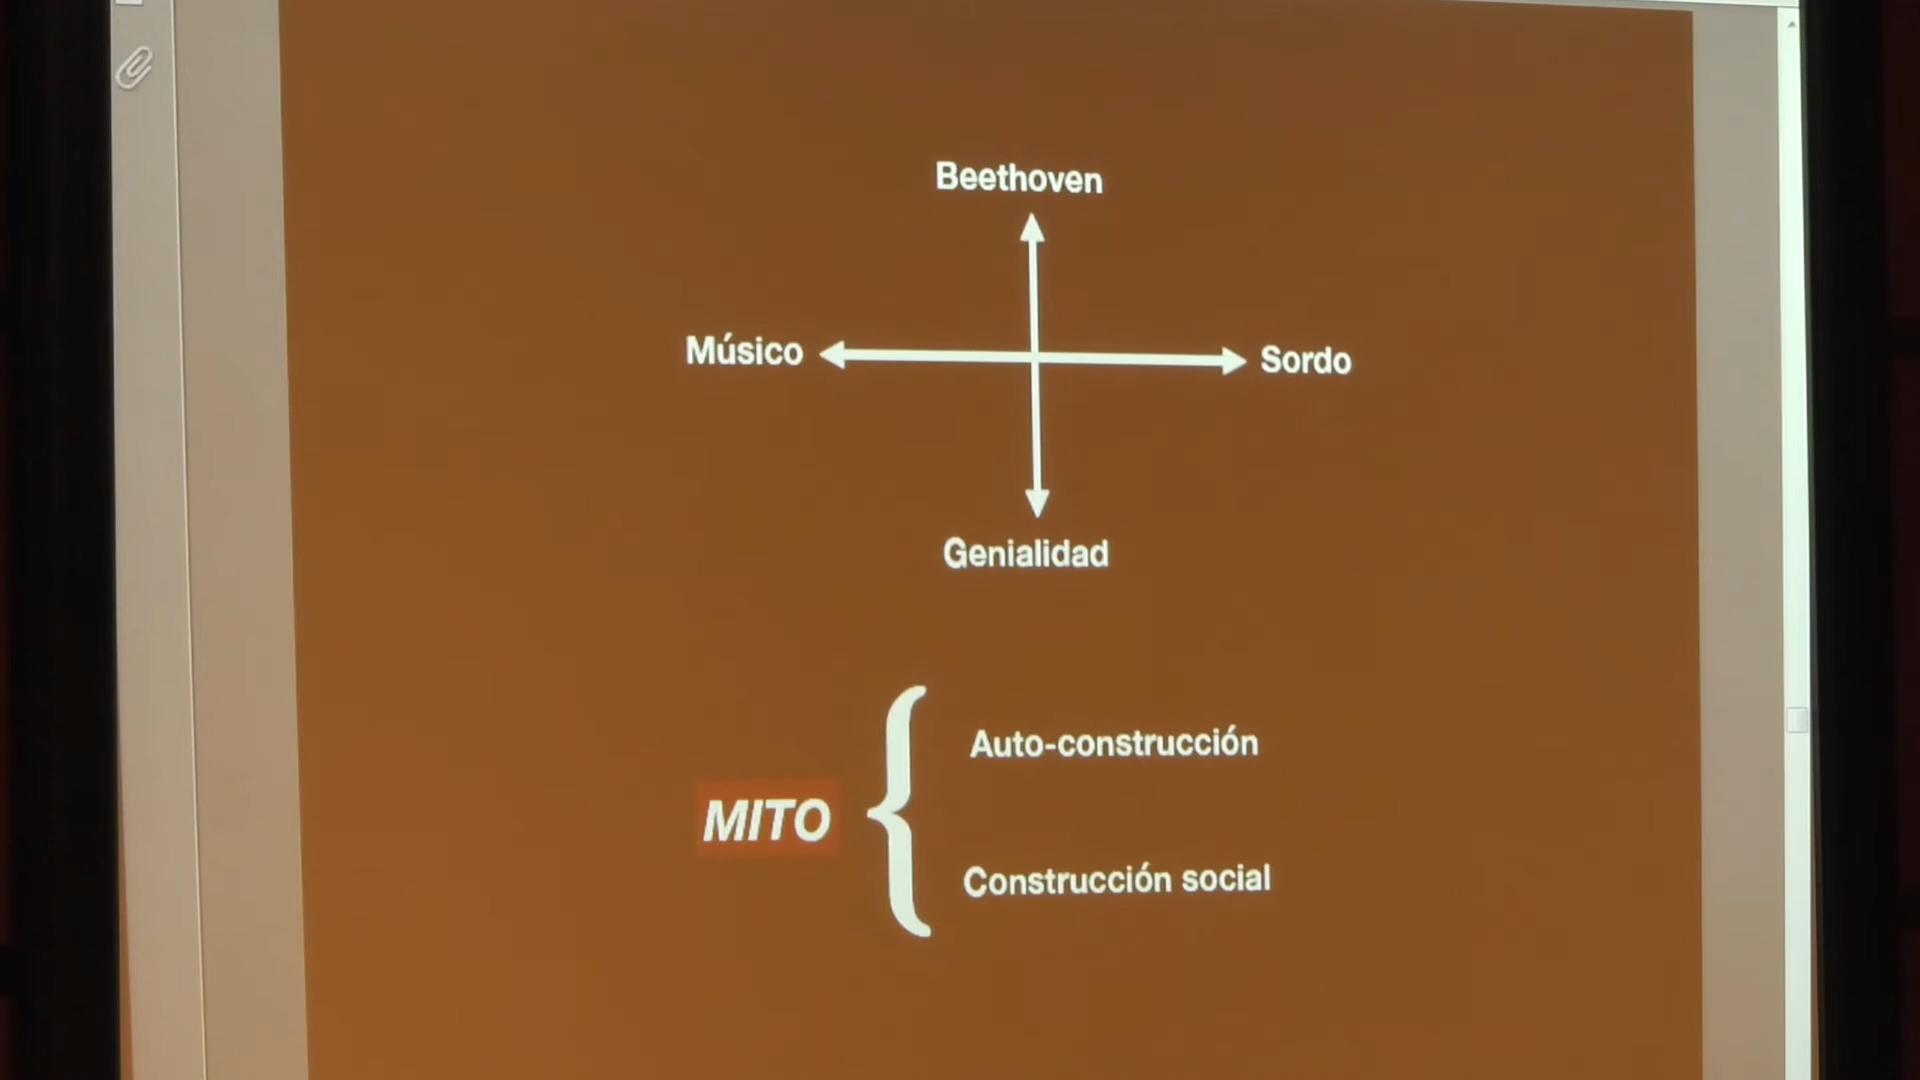 Beethoven
Músico
Sordo
Genialidad
Auto-construcción
MITO
Construcción social